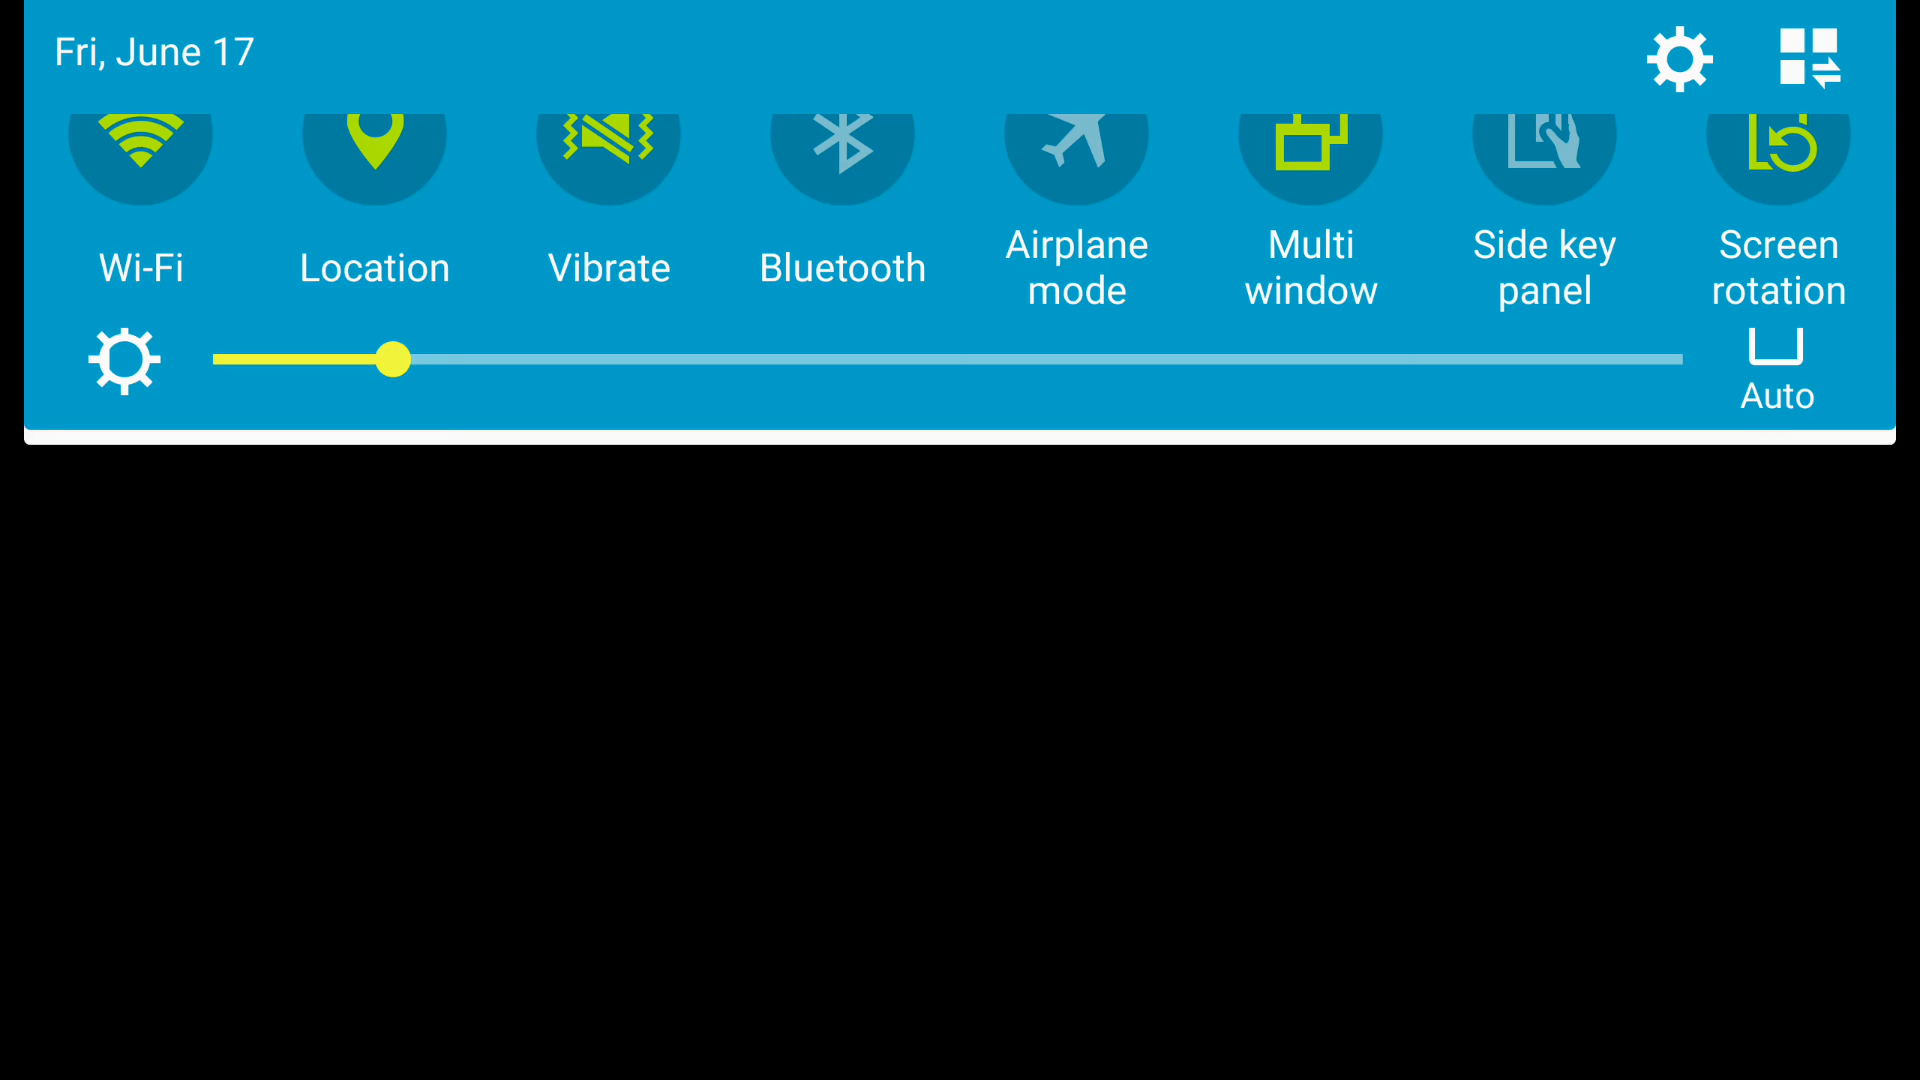 Fri, June 17
Wi-Fi
Location
Vibrate
Bluetooth
Airplane
mode
Multi
window
Side key
panel
Screen
rotation
Auto